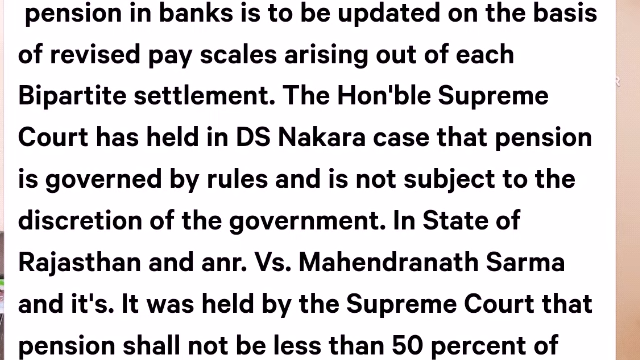 pension in banks is to be updated on the basis
of revised pay scales arising out of each
Bipartite settlement. The Hon'ble Supreme
Court has held in DS Nakara case that pension
is governed by rules and is not subject to the
discretion of the government. In State of
Rajasthan and anr. Vs. Mahendranath Sarma
and it's. It was held by the Supreme Court that
pension shall not be less than 50 percent of